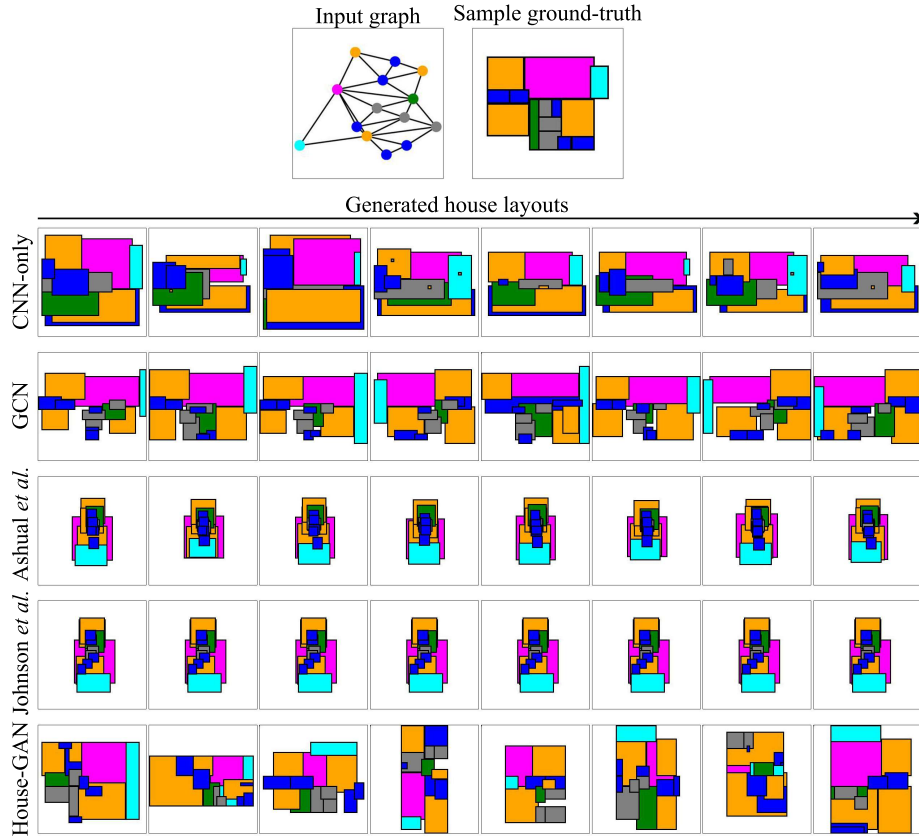 Input graph
Sample ground-truth
Generated house layouts
CNN-only
GCN
Ashual et al.
Johnson et al.
House-GAN